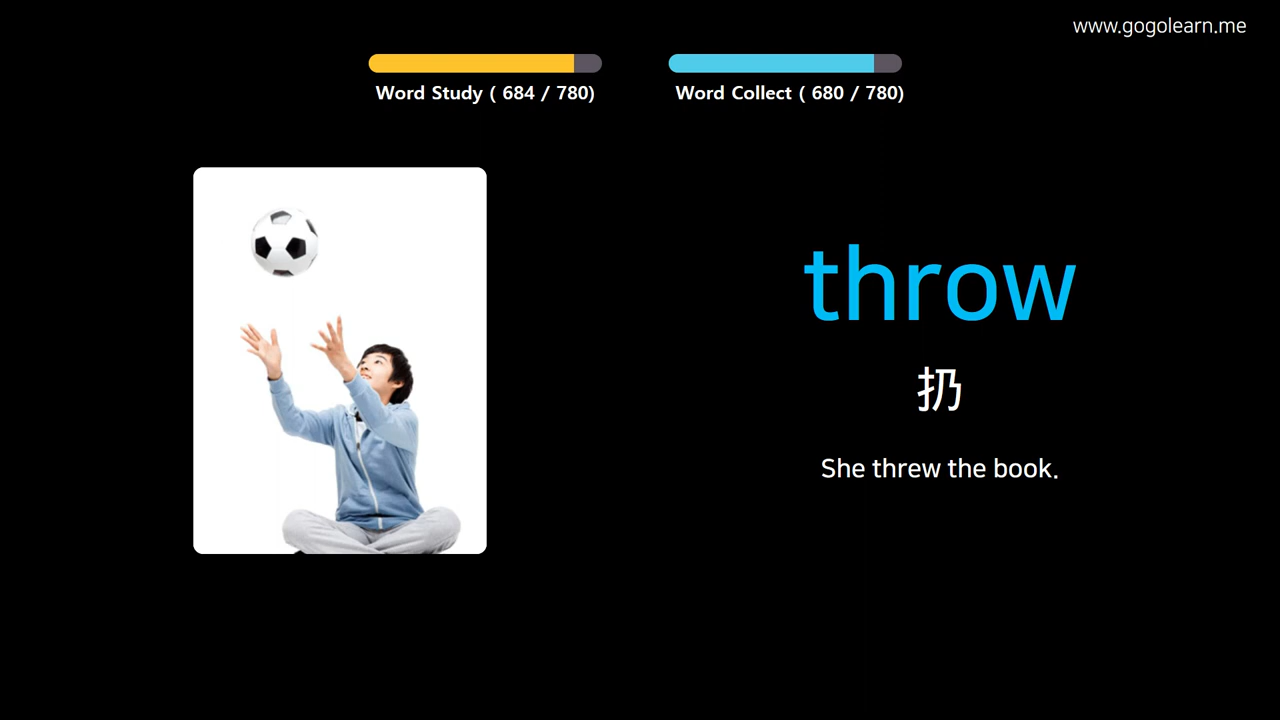 www.gogolearn.me
Word Study ( 684 / 780)
Word Collect ( 680 / 780)
throw
扔
She threw the book.